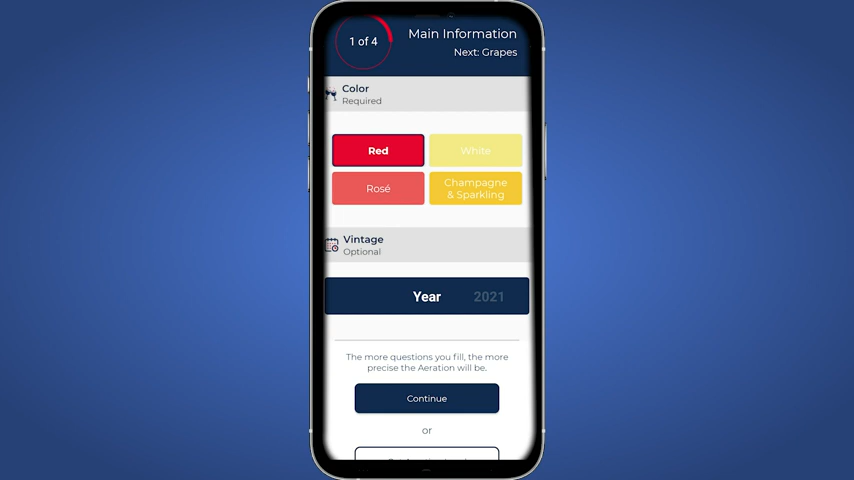 1 of 4
Main Information
Next: Grapes
Color
Required
Red
White
Rosé
Champagne
& Sparkling
Vintage
Optional
Year
2021
The more questions you fill, the more
precise the Aeration will be.
Continue
or